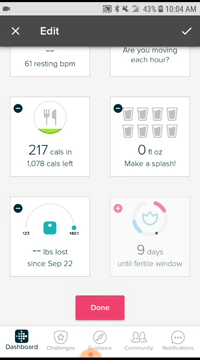 43% 10:04 AM
Edit
--
61 resting bpm
Are you moving
each hour?
217 cals in
1,078 cals left
0 fl oz
Make a splash!
123
180.1
-- lbs lost
since Sep 22
9 days
until fertile window
Done
Dashboard
Challenges
Guidance
Community
Notifications